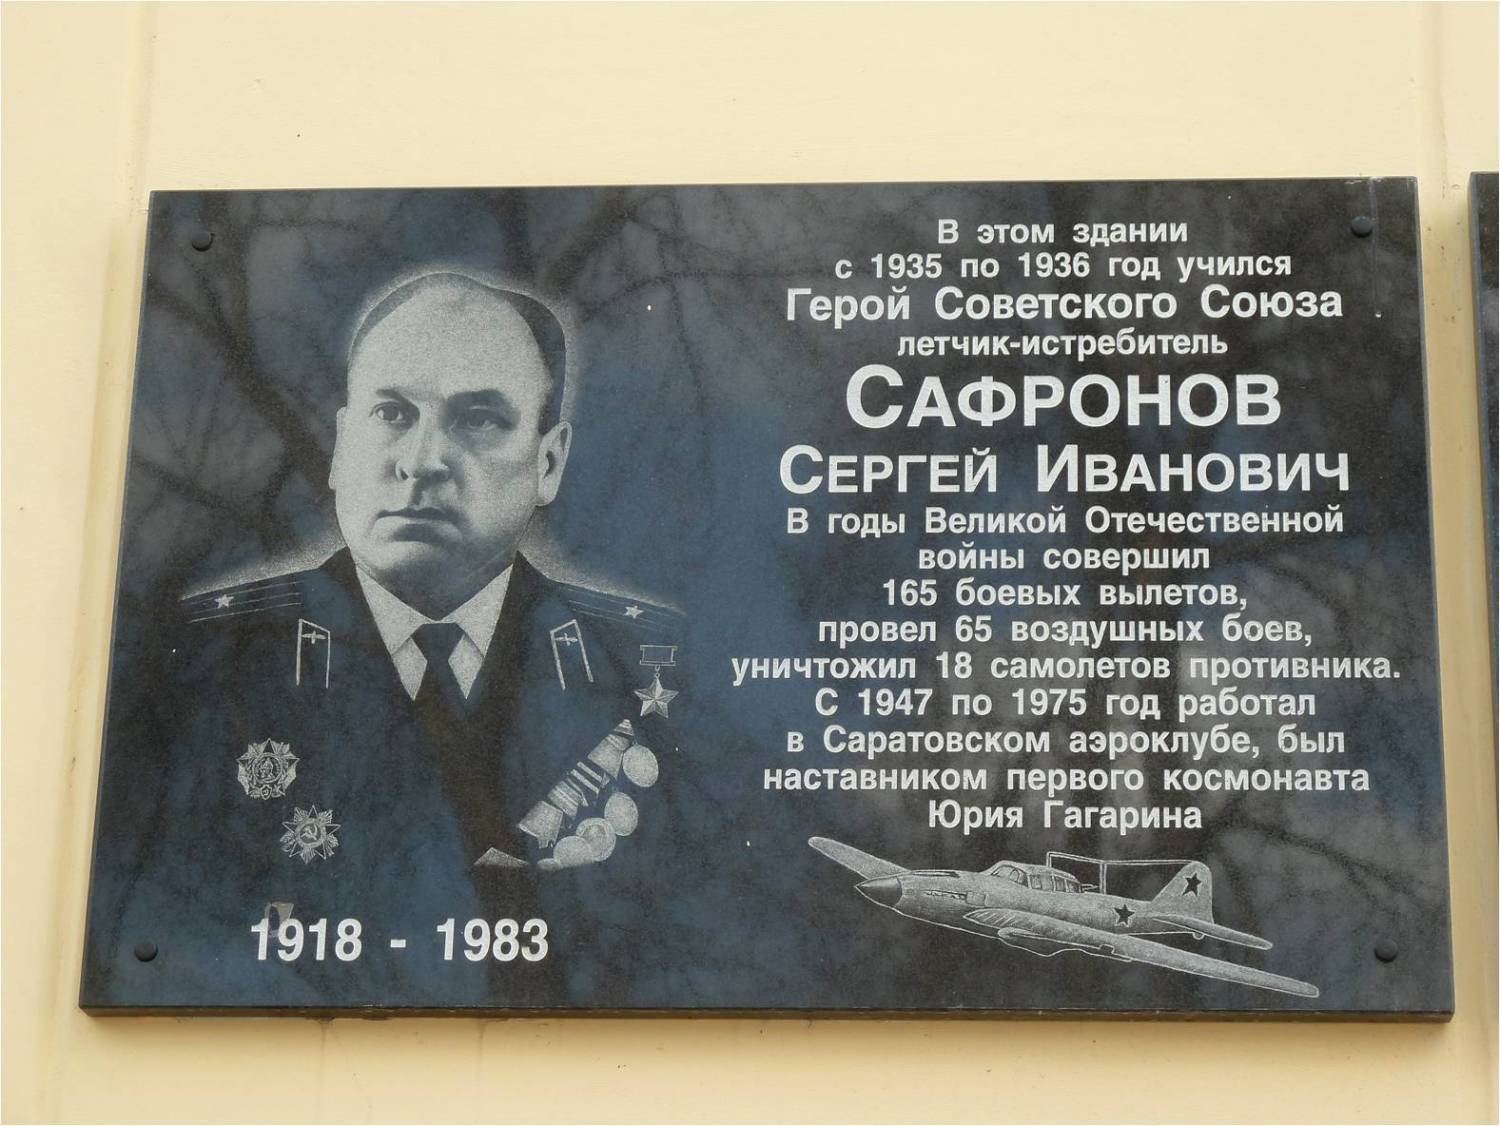 В этом здании
с 1935 по 1936 год учился
Герой Советского Союза
летчик-истребитель
САФРОНОВ
СЕРГЕЙ ИВАНОВИЧ
В годы Великой Отечественной
войны совершил
165 боевых вылетов,
провел 65 воздушных боев,
уничтожил 18 самолетов противника.
С 1947 по 1975 год работал
в Саратовском аэроклубе, был
наставником первого космонавта
Юрия Гагарина
1918 - 1983